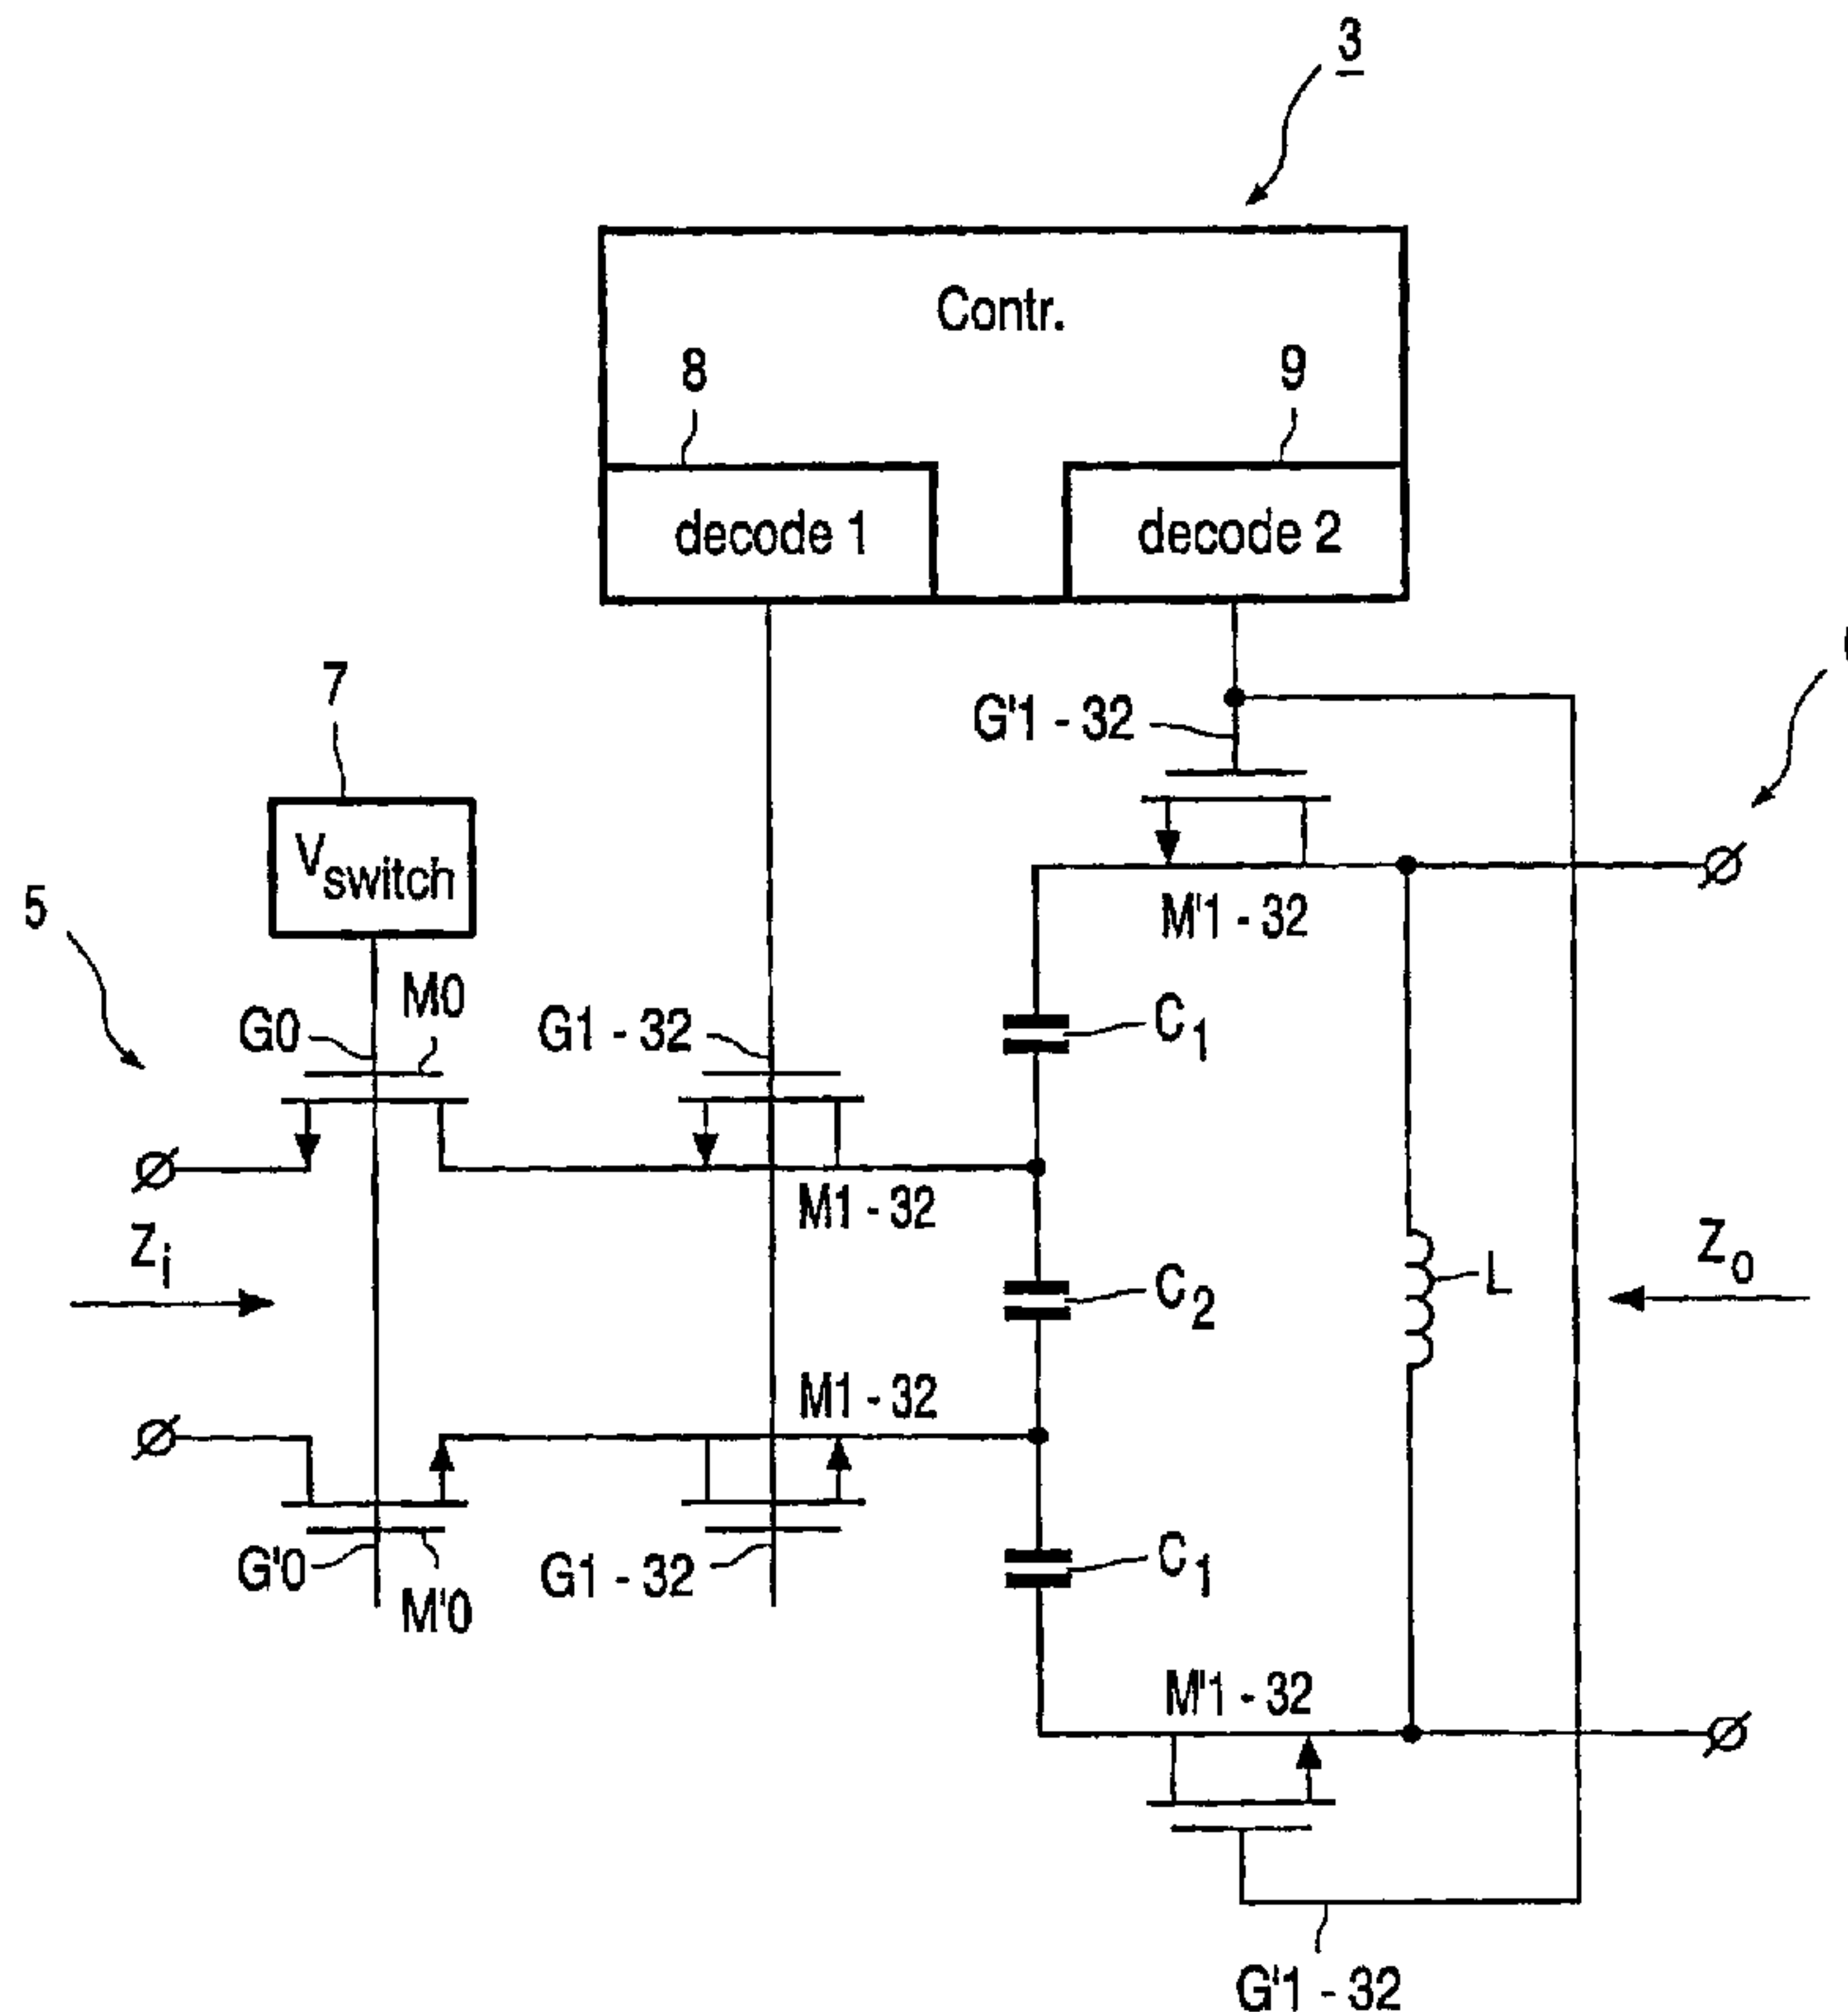 3
Contr.
8
9
decode 1
decode 2
7
G'1 - 32
Vswitch
5
M'1 - 32
M0
G0
G1 - 32
C1
M1 - 32
Zi
C2
L
Zo
M1 - 32
G'0
M'0
G1 - 32
C1
M'1 - 32
G'1 - 32